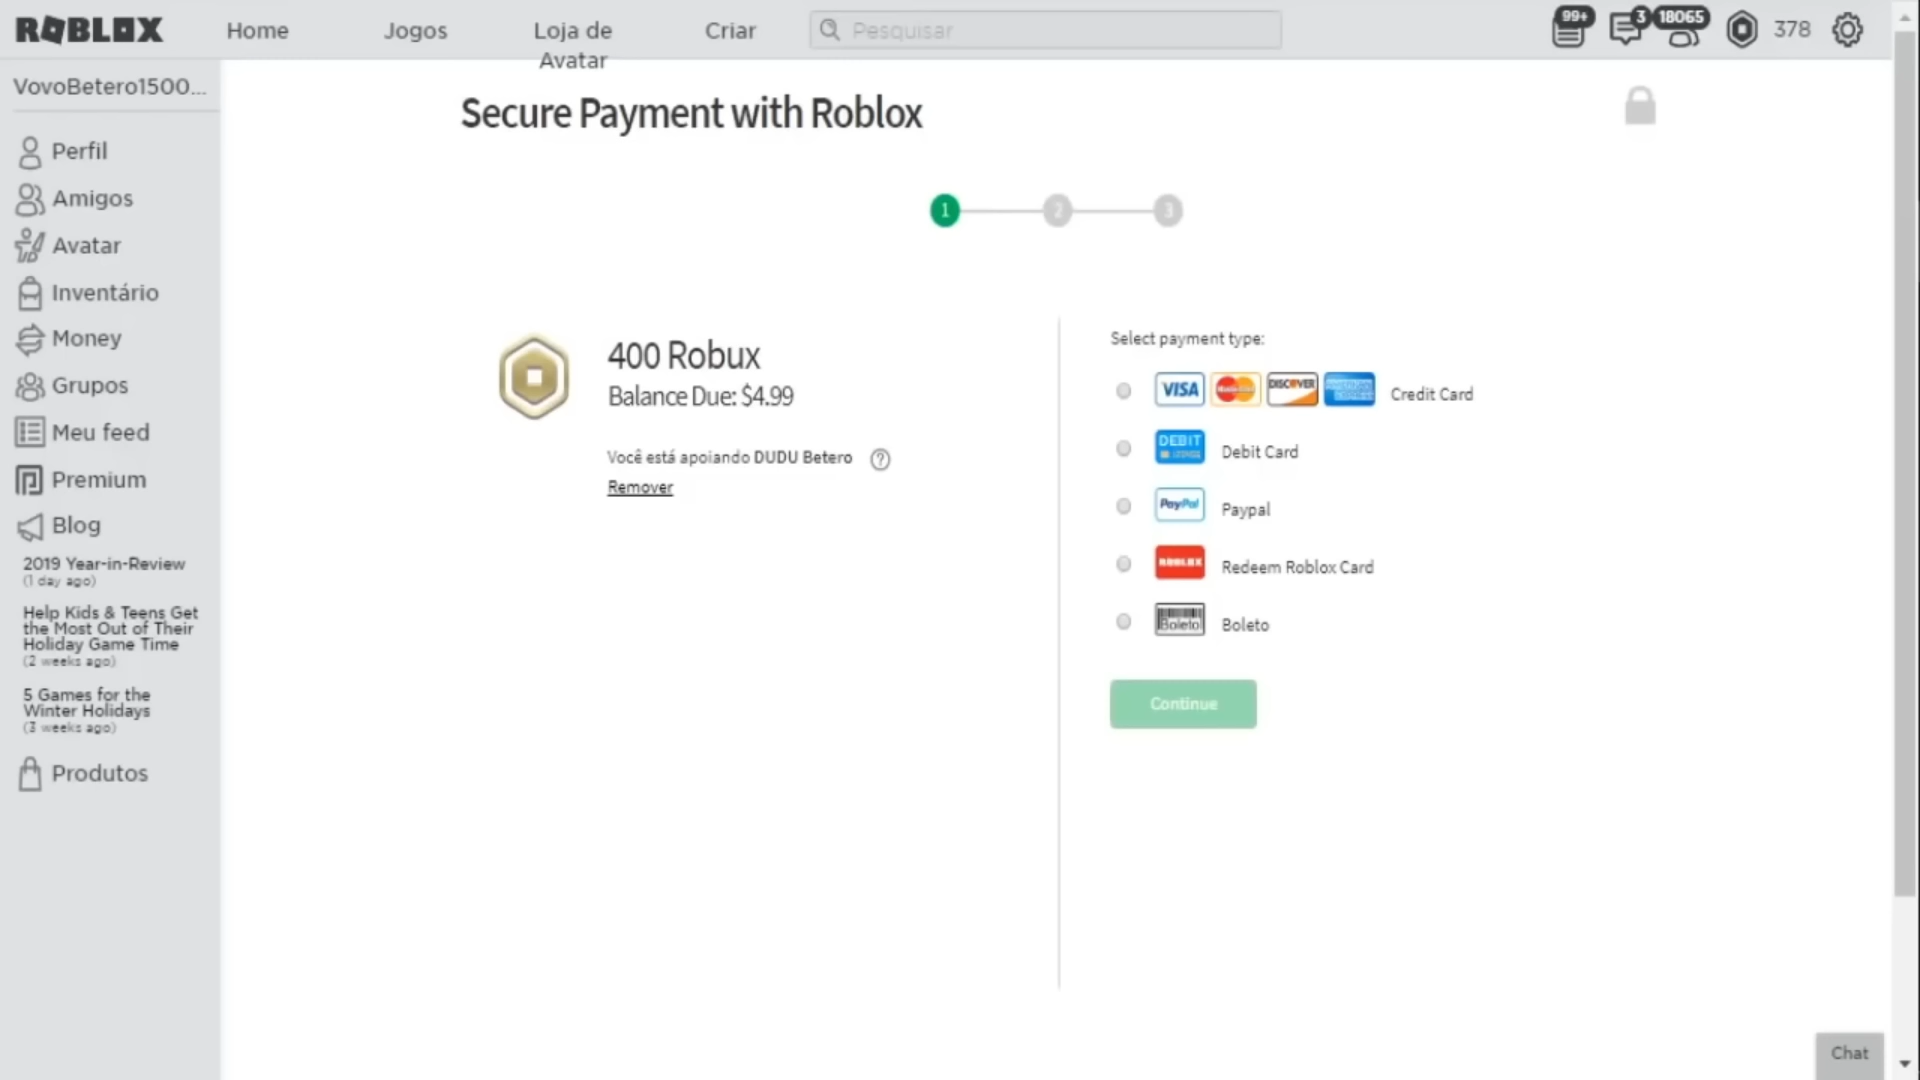 ROBLOX
Home
Jogos
Loja de
Avatar
Criar
Pesquisar
99+
3
18065
378
VovoBetero1500...
Perfil
Amigos
Avatar
Inventário
Money
Grupos
Meu feed
Premium
Blog
2019 Year-in-Review
(1 day ago)
Help Kids & Teens Get
the Most Out of Their
Holiday Game Time
(2 weeks ago)
5 Games for the
Winter Holidays
(3 weeks ago)
Produtos
Secure Payment with Roblox
1
2
3
400 Robux
Balance Due: $4.99
Você está apoiando DUDU Betero
?
Remover
Select payment type:
VISA
MasterCard
DISCOVER
AMERICAN EXPRESS
Credit Card
DEBIT
Debit Card
PayPal
Paypal
ROBLOX
Redeem Roblox Card
Boleto
Boleto
Continue
Chat